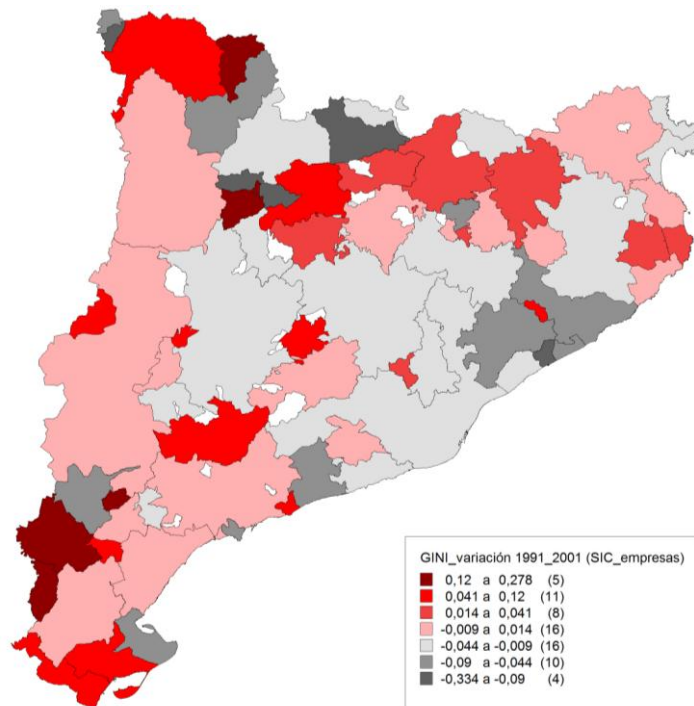 GINI_variación 1991_2001 (SIC_empresas)
0,12 a 0,278 (5)
0,041 a 0,12 (11)
0,014 a 0,041 (8)
-0,009 a 0,014 (16)
-0,044 a -0,009 (16)
-0,09 a -0,044 (10)
-0,334 a -0,09 (4)